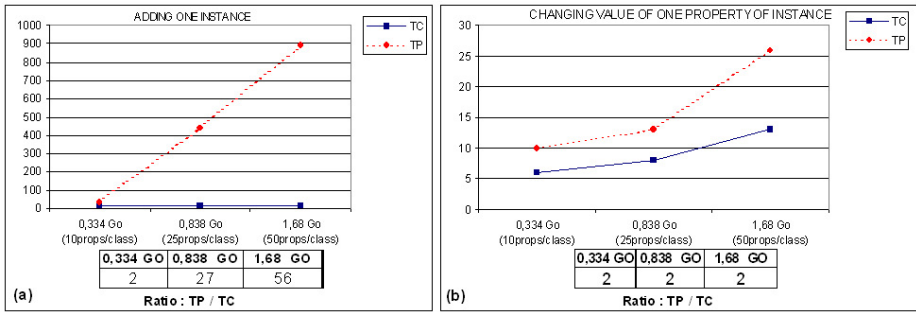 ADDING ONE INSTANCE
1000
900
800
700
600
500
400
300
200
100
0
0,334 Go 0,838 Go 1,68 Go
(10props/class) (25props/class) (50props/class)
TC
TP
0,334 GO 0,838 GO 1,68 GO
2 27 56
(a)
Ratio : TP / TC
CHANGING VALUE OF ONE PROPERTY OF INSTANCE
30
25
20
15
10
5
0
0,334 Go 0,838 Go 1,68 Go
(10props/class) (25props/class) (50props/class)
TC
TP
0,334 GO 0,838 GO 1,68 GO
2 2 2
(b)
Ratio : TP / TC